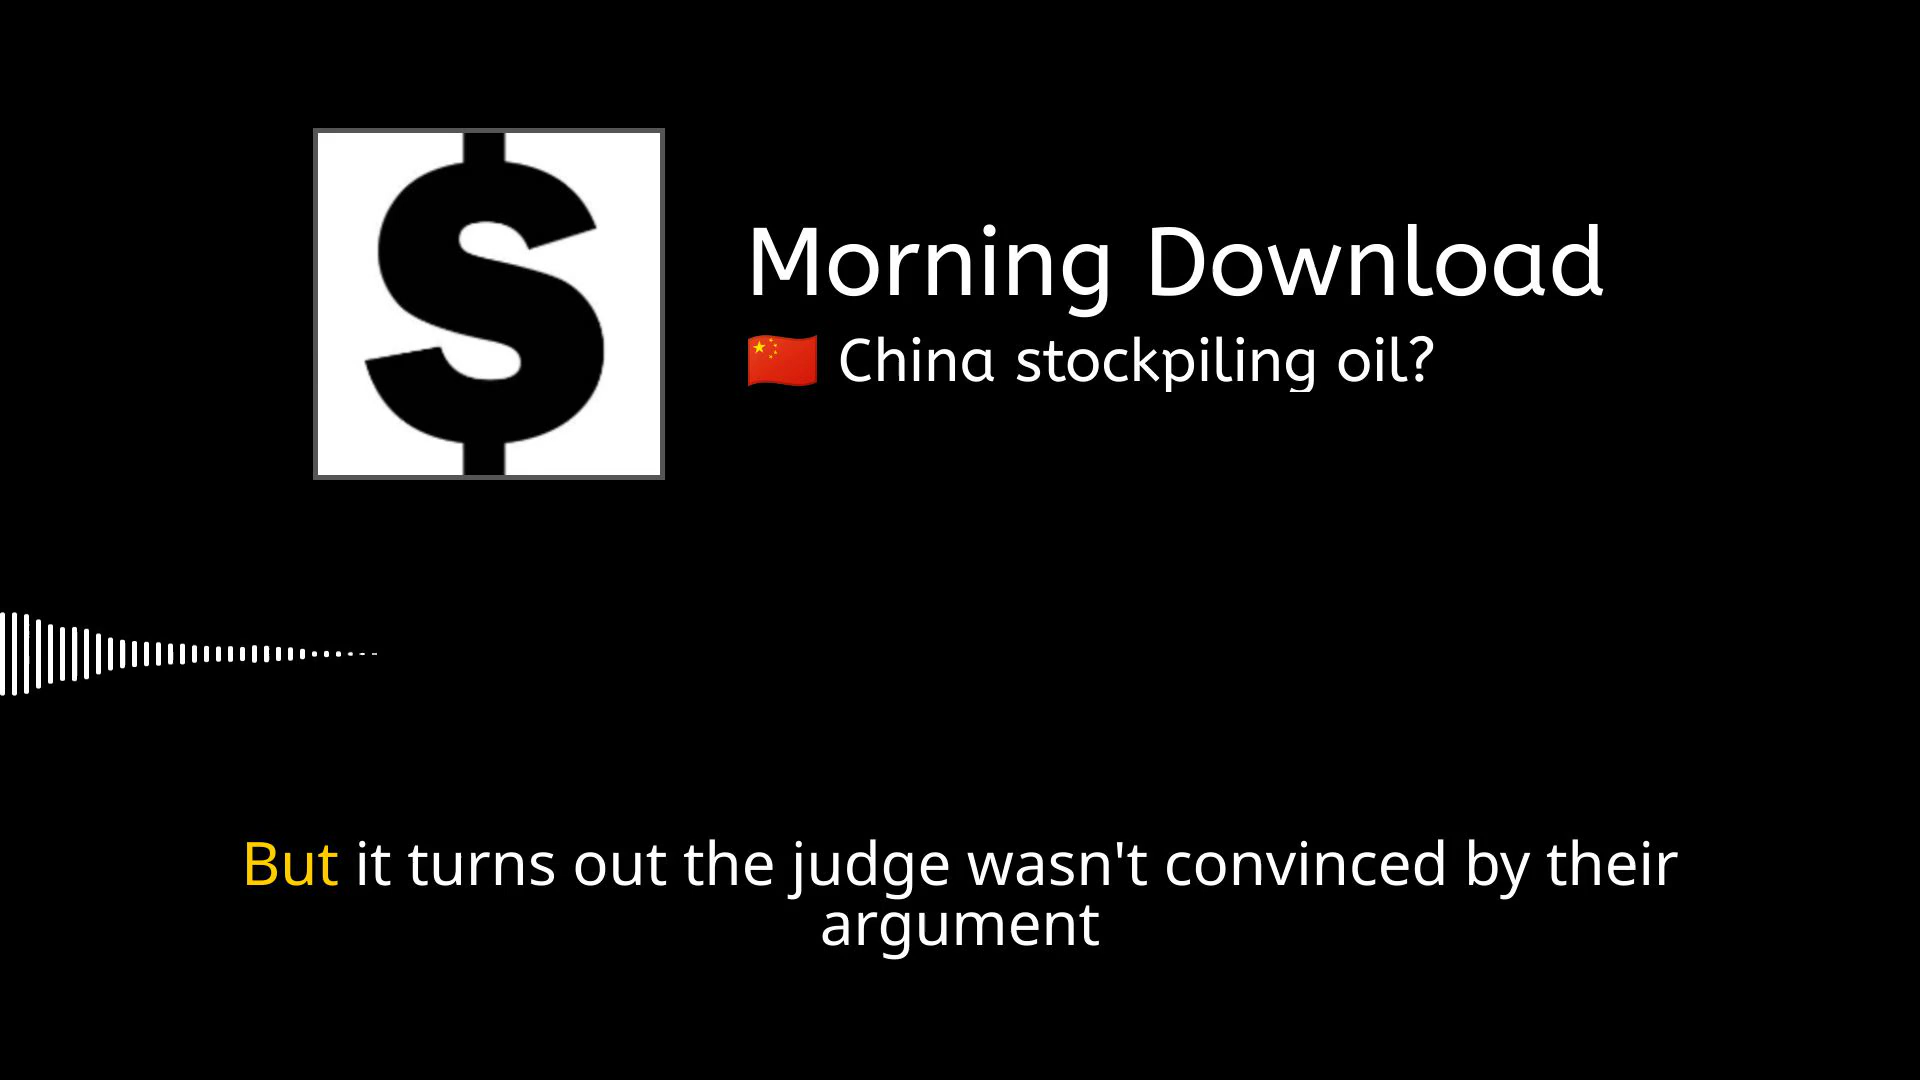 $
Morning Download
🇨🇳 China stockpiling oil?
But it turns out the judge wasn't convinced by their
argument